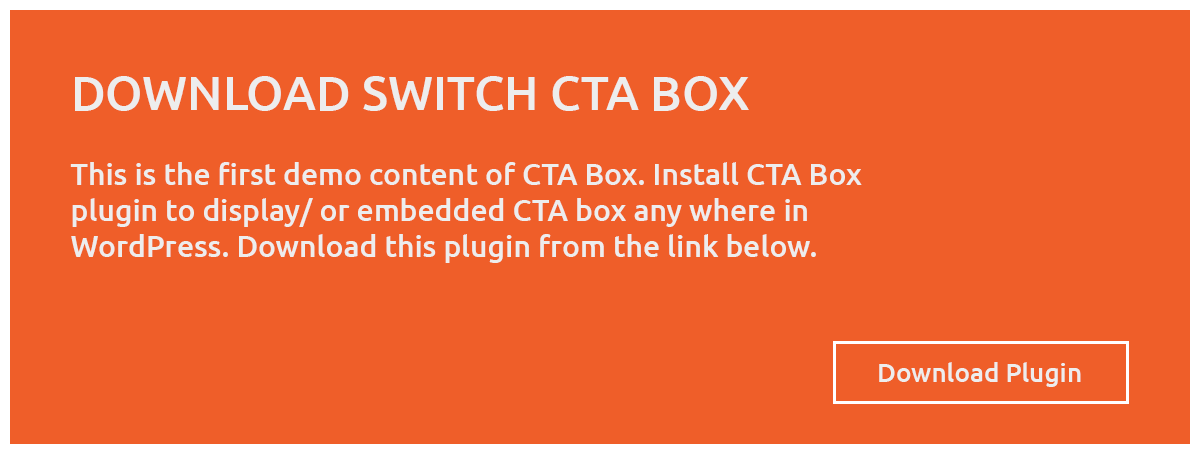 DOWNLOAD SWITCH CTA BOX
This is the first demo content of CTA Box. Install CTA Box
plugin to display/ or embedded CTA box any where in
WordPress. Download this plugin from the link below.
Download Plugin